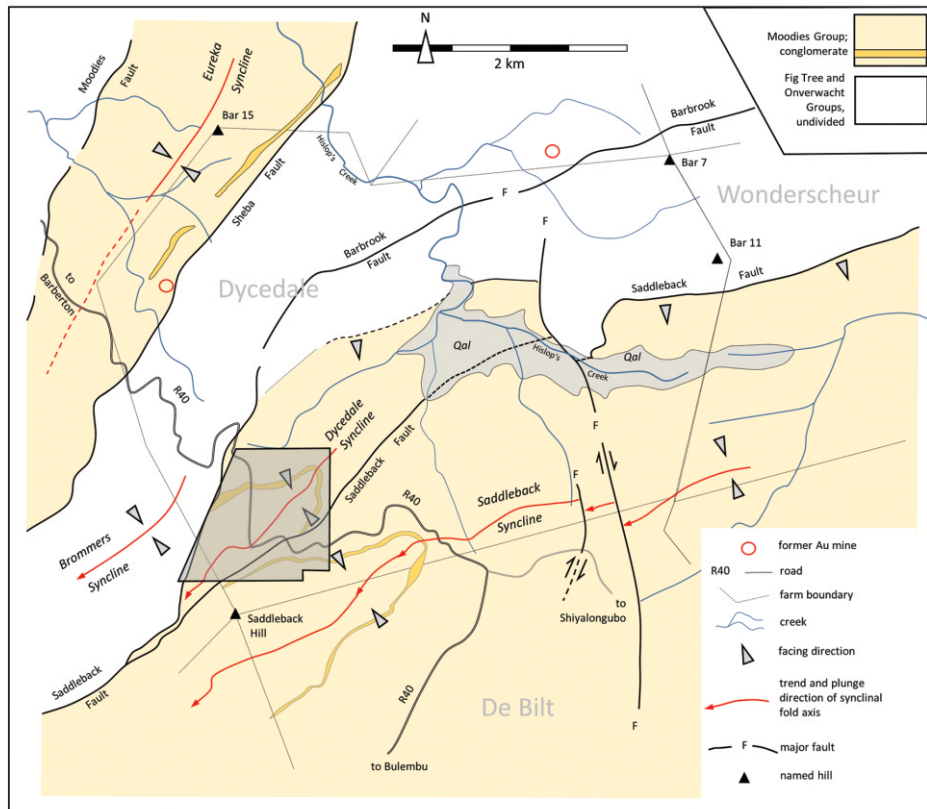 N
2 km
Moodies Group;
conglomerate
Fig Tree and
Onverwacht
Groups,
undivided
Moodies
Fault
Eureka
Syncline
Bar 15
Hislop's
Creek
Barbrook
Fault
Bar 7
F
Wonderscheur
Sheba
Fault
F
Barbrook
Fault
Bar 11
to
Barberton
Dycedale
Saddleback
Fault
Qal
Hislop's
Creek
Qal
R40
Dycedale
Syncline
Saddleback
Fault
F
F
R40
Saddleback
Syncline
Brommers
Syncline
Saddleback
Hill
to
Shiyalongubo
Saddleback
Fault
R40
De Bilt
F
to Bulembu
former Au mine
R40
road
farm boundary
creek
facing direction
trend and plunge
direction of synclinal
fold axis
F
major fault
named hill